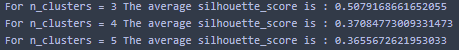 For n_clusters = 3 The average silhouette_score is : 0.5079168661652055
For n_clusters = 4 The average silhouette_score is : 0.37084773009331473
For n_clusters = 5 The average silhouette_score is : 0.3655672621953033